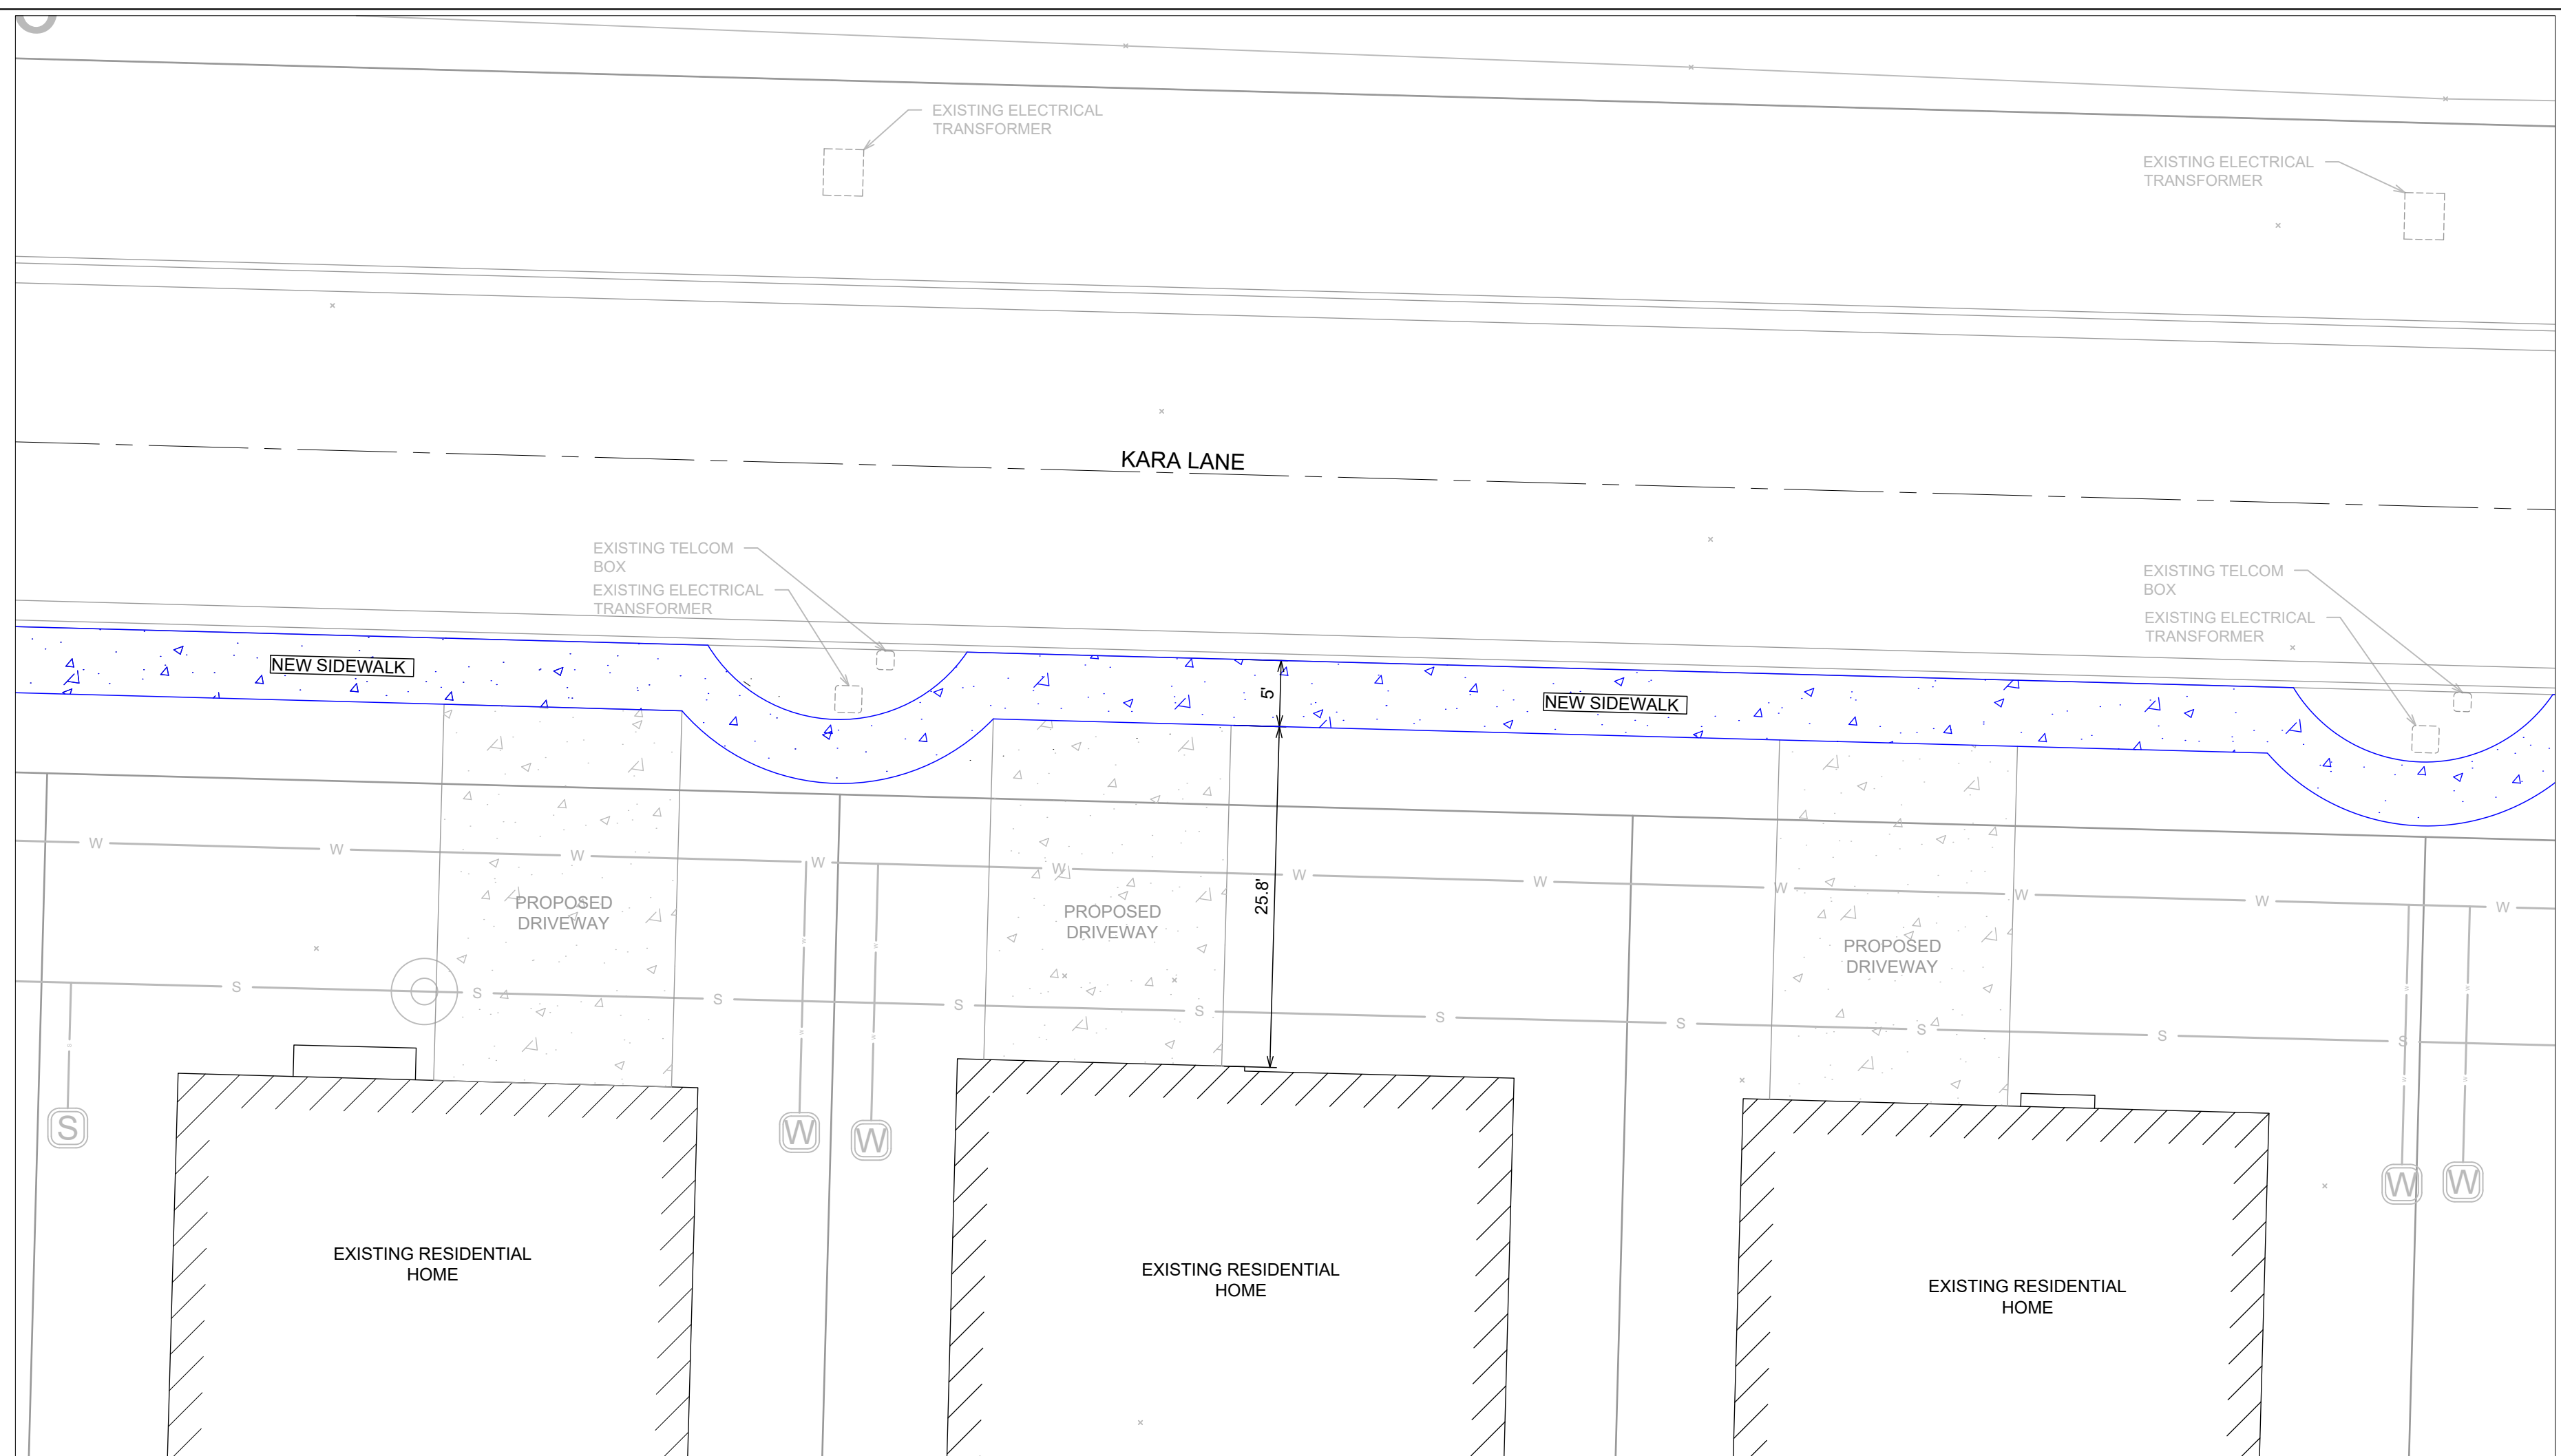 EXISTING ELECTRICAL
TRANSFORMER
EXISTING ELECTRICAL
TRANSFORMER
KARA LANE
EXISTING TELCOM
BOX
EXISTING ELECTRICAL
TRANSFORMER
EXISTING TELCOM
BOX
EXISTING ELECTRICAL
TRANSFORMER
NEW SIDEWALK
5'
NEW SIDEWALK
W W W W W W W W W W W
25.8'
PROPOSED
DRIVEWAY
PROPOSED
DRIVEWAY
PROPOSED
DRIVEWAY
W W W W
S S S S S S S S S S
W W W W W
S
W
W
W
W
EXISTING RESIDENTIAL
HOME
EXISTING RESIDENTIAL
HOME
EXISTING RESIDENTIAL
HOME